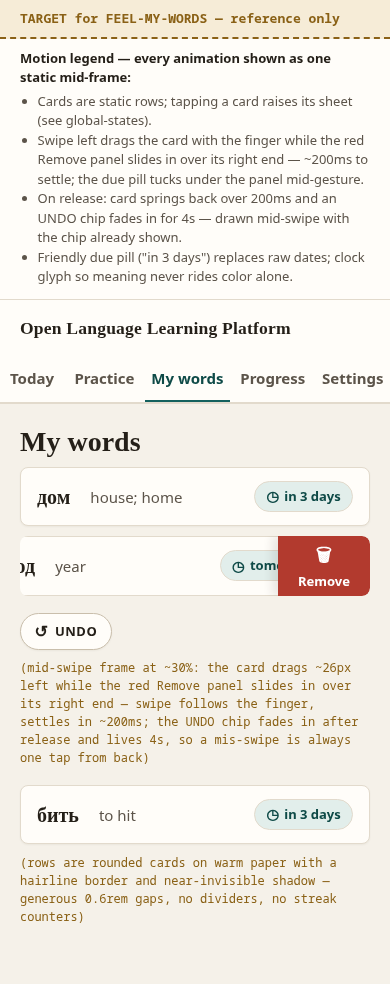 TARGET for FEEL-MY-WORDS — reference only
Motion legend — every animation shown as one
static mid-frame:
Cards are static rows; tapping a card raises its sheet
(see global-states).
Swipe left drags the card with the finger while the red
Remove panel slides in over its right end — ~200ms to
settle; the due pill tucks under the panel mid-gesture.
On release: card springs back over 200ms and an
UNDO chip fades in for 4s — drawn mid-swipe with
the chip already shown.
Friendly due pill ("in 3 days") replaces raw dates; clock
glyph so meaning never rides color alone.
Open Language Learning Platform
Today Practice My words Progress Settings
My words
дом house; home in 3 days
од year tomo Remove
UNDO
(mid-swipe frame at ~30%: the card drags ~26px
left while the red Remove panel slides in over
its right end — swipe follows the finger,
settles in ~200ms; the UNDO chip fades in after
release and lives 4s, so a mis-swipe is always
one tap from back)
бить to hit in 3 days
(rows are rounded cards on warm paper with a
hairline border and near-invisible shadow —
generous 0.6rem gaps, no dividers, no streak
counters)